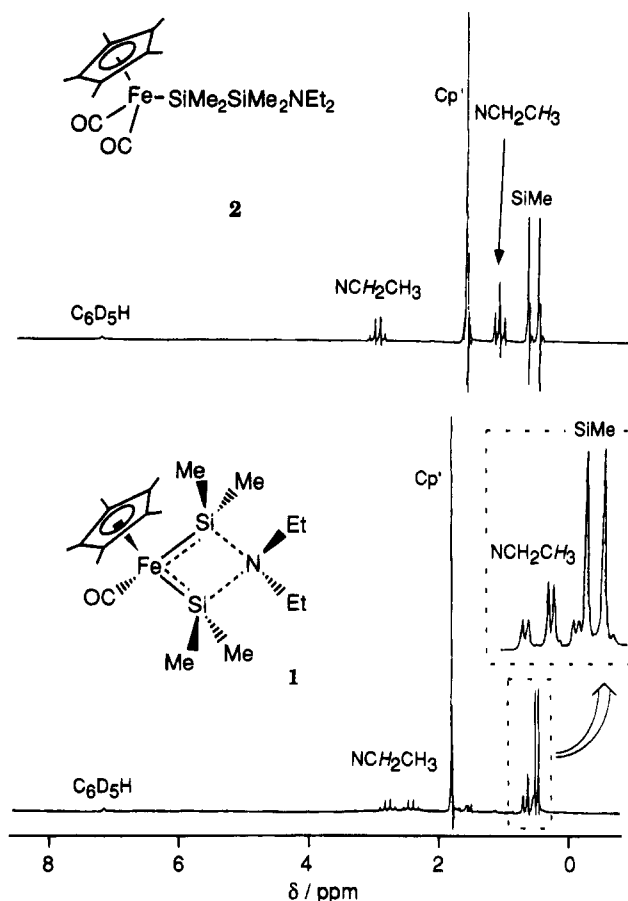 Fe
SiMe2SiMe2NEt2
OC
OC
2
Cp'
NCH2CH3
SiMe
NCH2CH3
C6D5H
Me
Me
Si
Et
Fe
N
OC
Si
Et
Me
Me
1
Cp'
SiMe
NCH2CH3
NCH2CH3
C6D5H
8 6 4 2 0
δ / ppm